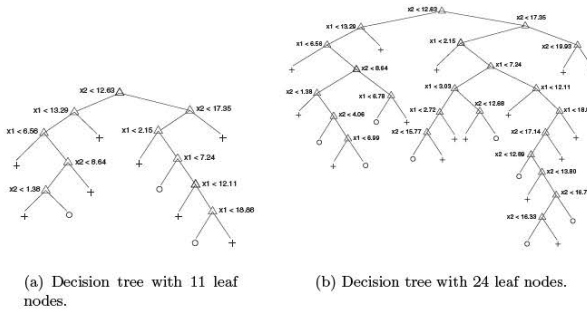 x2 < 12.63
x1 < 13.29
x2 < 17.35
x1 < 6.56
+
x1 < 2.15
+
+
x2 < 8.64
+
x1 < 7.24
x2 < 1.38
+
o
x1 < 12.11
+
o
+
x1 < 18.88
o
+
(a) Decision tree with 11 leaf
nodes.
x2 < 12.63
x1 < 13.29
x2 < 17.35
x1 < 6.56
+
x1 < 2.15
x2 < 19.93
+
x2 < 8.64
+
x1 < 7.24
+
o
x2 < 1.38
x1 < 6.78
x1 < 3.03
x1 < 12.11
+
x2 < 4.06
o
+
x1 < 2.72
x2 < 12.68
+
o
x1 < 6.99
x2 < 15.77
+
+
o
x2 < 17.14
+
o
o
+
x2 < 12.89
+
o
x2 < 13.80
+
x2 < 16.33
o
o
+
(b) Decision tree with 24 leaf nodes.